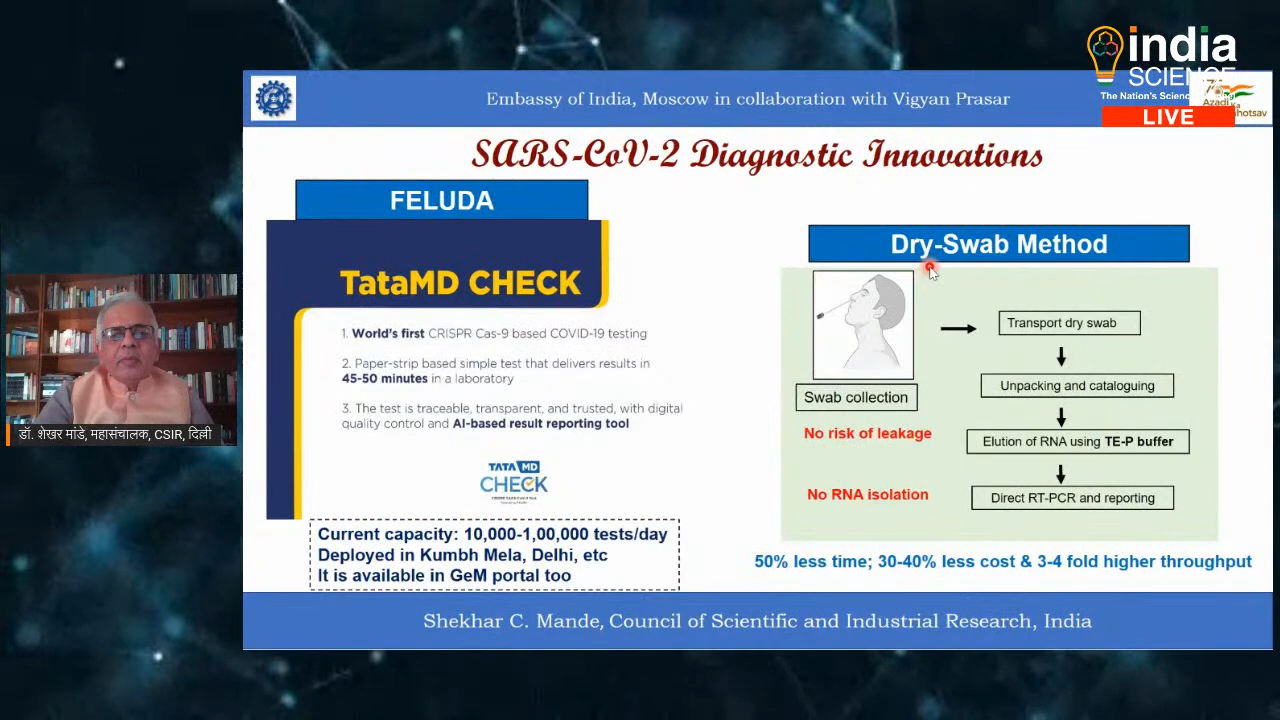 india
SCIENCE
The Nation's Science
LIVE
Azadi
Ka
hotsav
Embassy of India, Moscow in collaboration with Vigyan Prasar
SARS-CoV-2 Diagnostic Innovations
FELUDA
TataMD CHECK
1. World's first CRISPR Cas-9 based COVID-19 testing
2. Paper-strip based simple test that delivers results in
45-50 minutes in a laboratory
3. The test is traceable, transparent, and trusted, with digital
quality control and AI-based result reporting tool
TATA MD
CHECK
Current capacity: 10,000-1,00,000 tests/day
Deployed in Kumbh Mela, Delhi, etc
It is available in GeM portal too
Dry-Swab Method
Swab collection
No risk of leakage
No RNA isolation
Transport dry swab
Unpacking and cataloguing
Elution of RNA using TE-P buffer
Direct RT-PCR and reporting
50% less time; 30-40% less cost & 3-4 fold higher throughput
डॉ. शेखर मांडे, महासंचालक, CSIR, दिल्ली
Shekhar C. Mande, Council of Scientific and Industrial Research, India